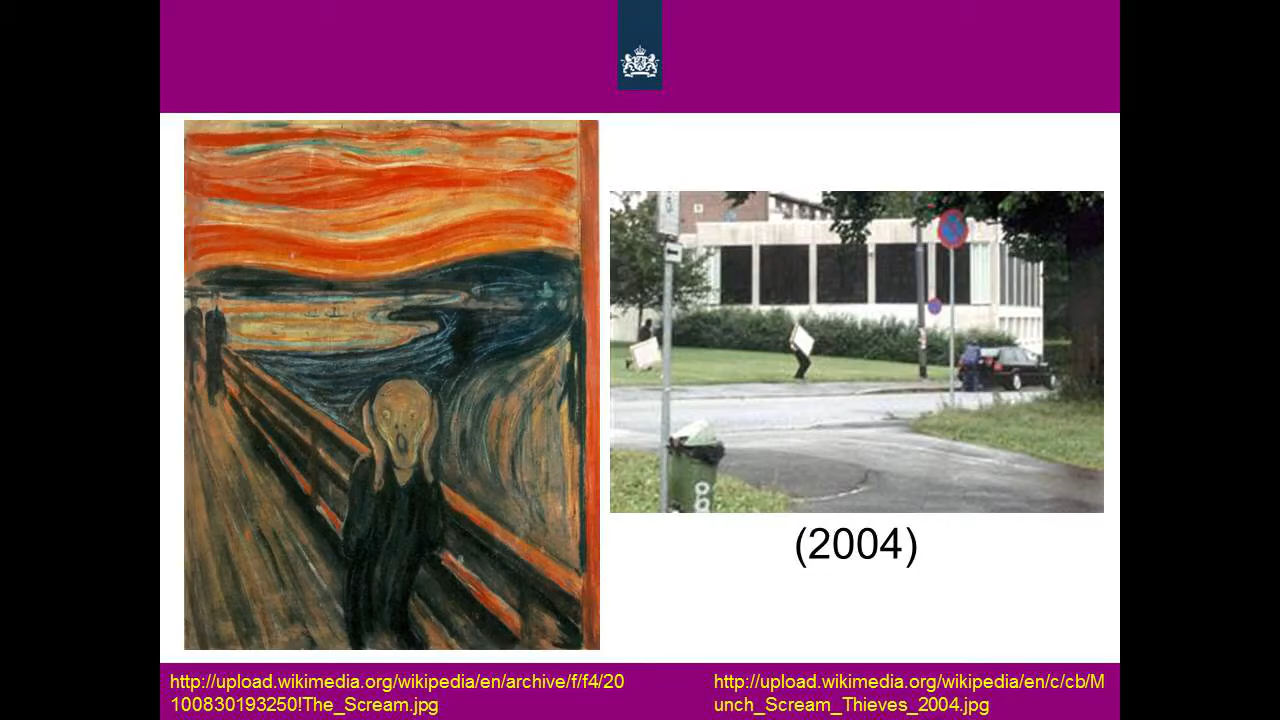 (2004)
http://upload.wikimedia.org/wikipedia/en/archive/f/f4/20
100830193250!The_Scream.jpg
http://upload.wikimedia.org/wikipedia/en/c/cb/M
unch_Scream_Thieves_2004.jpg